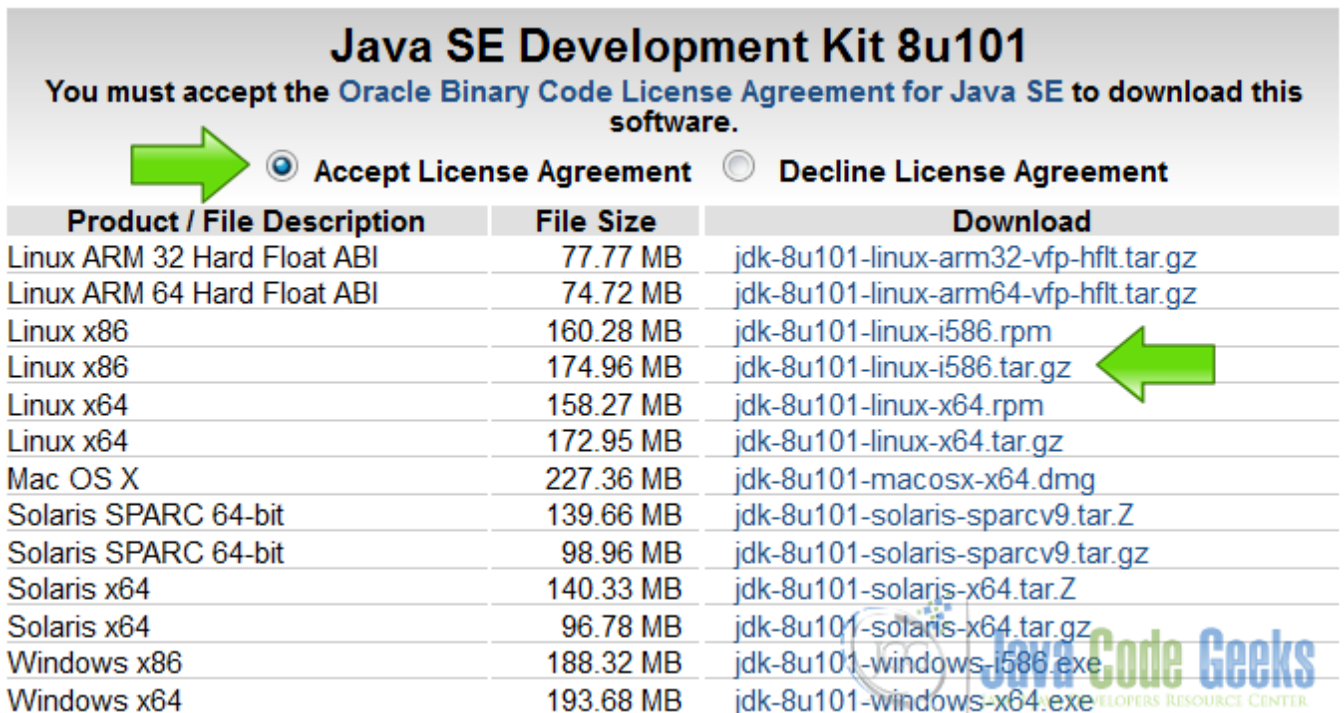 Java SE Development Kit 8u101
You must accept the Oracle Binary Code License Agreement for Java SE to download this
software.
Accept License Agreement Decline License Agreement
Product / File Description File Size Download
Linux ARM 32 Hard Float ABI 77.77 MB jdk-8u101-linux-arm32-vfp-hflt.tar.gz
Linux ARM 64 Hard Float ABI 74.72 MB jdk-8u101-linux-arm64-vfp-hflt.tar.gz
Linux x86 160.28 MB jdk-8u101-linux-i586.rpm
Linux x86 174.96 MB jdk-8u101-linux-i586.tar.gz
Linux x64 158.27 MB jdk-8u101-linux-x64.rpm
Linux x64 172.95 MB jdk-8u101-linux-x64.tar.gz
Mac OS X 227.36 MB jdk-8u101-macosx-x64.dmg
Solaris SPARC 64-bit 139.66 MB jdk-8u101-solaris-sparcv9.tar.Z
Solaris SPARC 64-bit 98.96 MB jdk-8u101-solaris-sparcv9.tar.gz
Solaris x64 140.33 MB jdk-8u101-solaris-x64.tar.Z
Solaris x64 96.78 MB jdk-8u101-solaris-x64.tar.gz
Windows x86 188.32 MB jdk-8u101-windows-i586.exe
Java Code Geeks
Windows x64 193.68 MB jdk-8u101-windows-x64.exe
DEVELOPERS RESOURCE CENTER